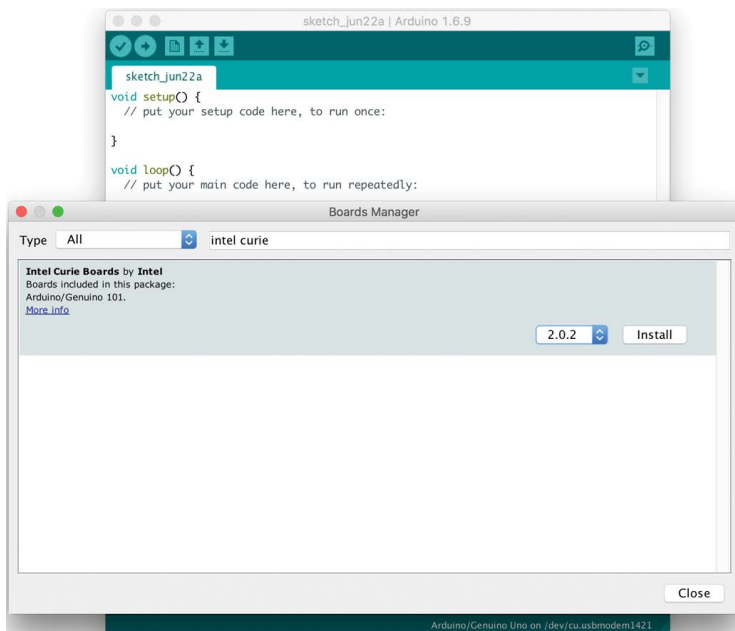 sketch_jun22a | Arduino 1.6.9
sketch_jun22a
void setup() {
// put your setup code here, to run once:
}
void loop() {
// put your main code here, to run repeatedly:
Boards Manager
Type All intel curie
Intel Curie Boards by Intel
Boards included in this package:
Arduino/Genuino 101.
More info
2.0.2 Install
Close
Arduino/Genuino Uno on /dev/cu.usbmodem1421